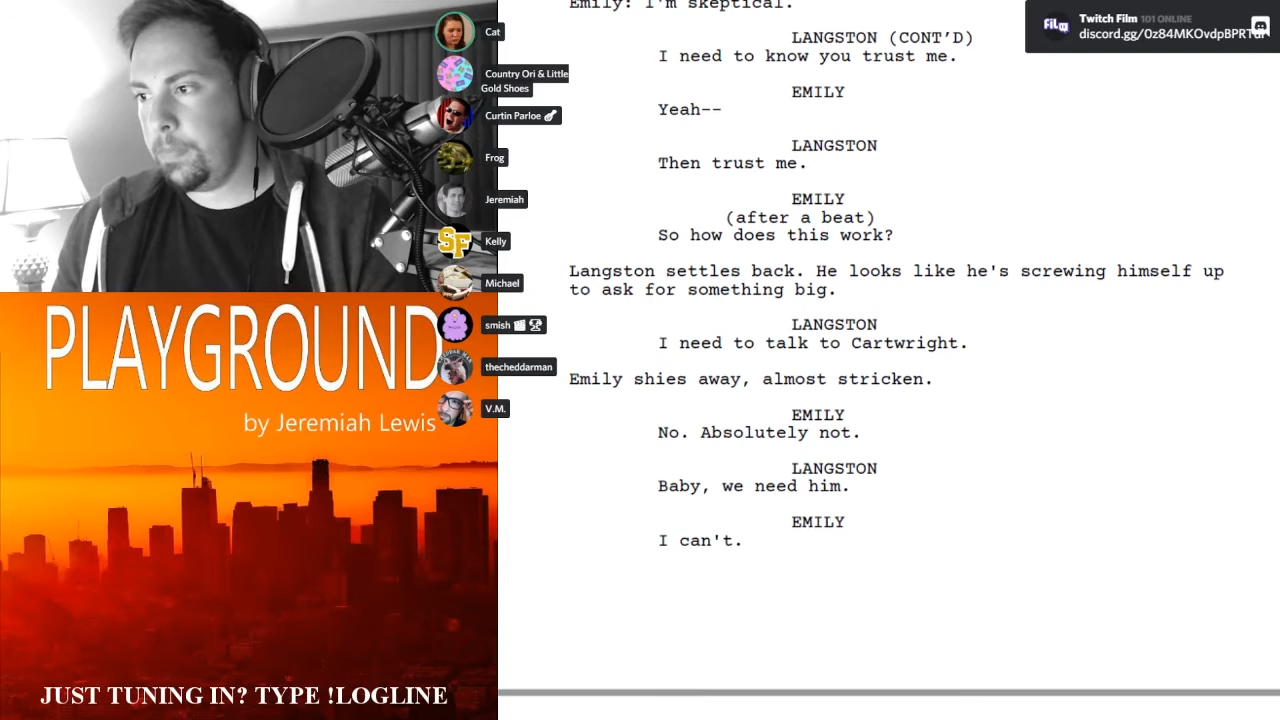 Cat
Country Ori & Little
Gold Shoes
Curtin Parloe
Frog
Jeremiah
Kelly
SF
Michael
smish
thecheddarman
V.M.
PLAYGROUND
by Jeremiah Lewis
JUST TUNING IN? TYPE !LOGLINE
Emily: I'm skeptical.
LANGSTON (CONT'D)
I need to know you trust me.
EMILY
Yeah--
LANGSTON
Then trust me.
EMILY
(after a beat)
So how does this work?
Langston settles back. He looks like he's screwing himself up
to ask for something big.
LANGSTON
I need to talk to Cartwright.
Emily shies away, almost stricken.
EMILY
No. Absolutely not.
LANGSTON
Baby, we need him.
EMILY
I can't.
Twitch Film 101 ONLINE